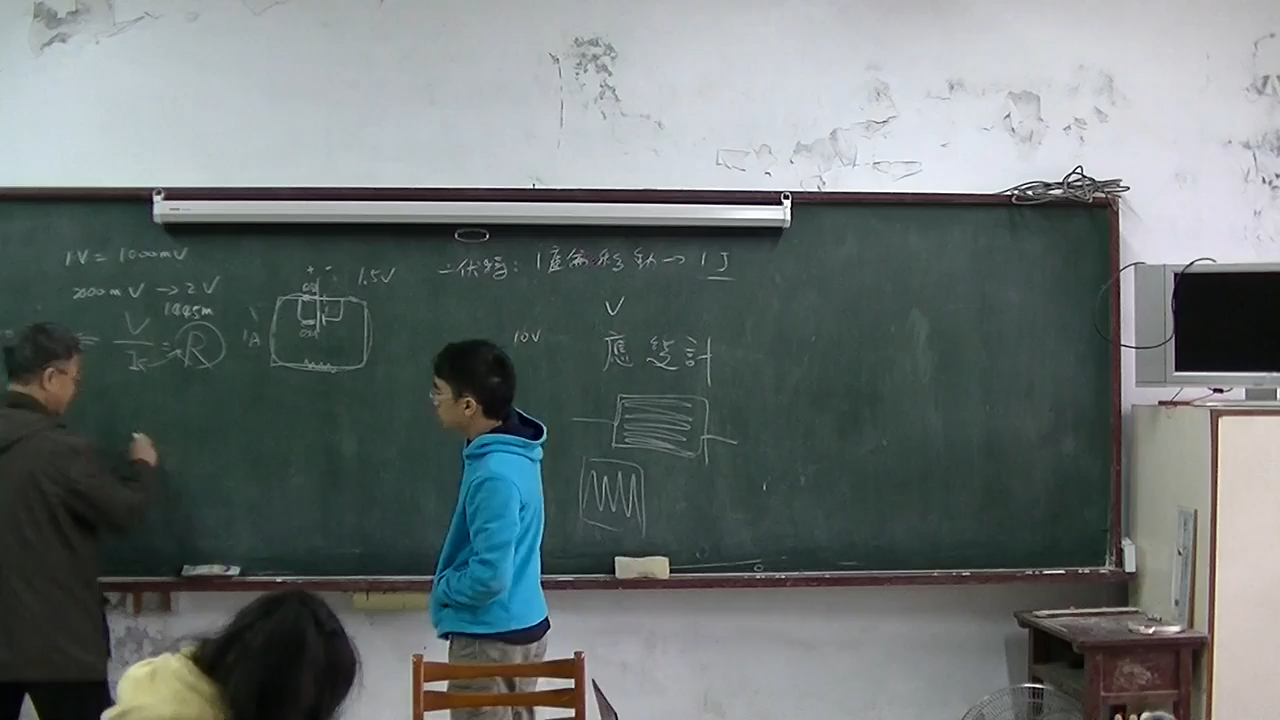 1V = 1000mV
2000mV → 2V
= V/I = R
1A
+ -
1.5V
一伏特: 1庫侖移動→1J
V
10V
應變計